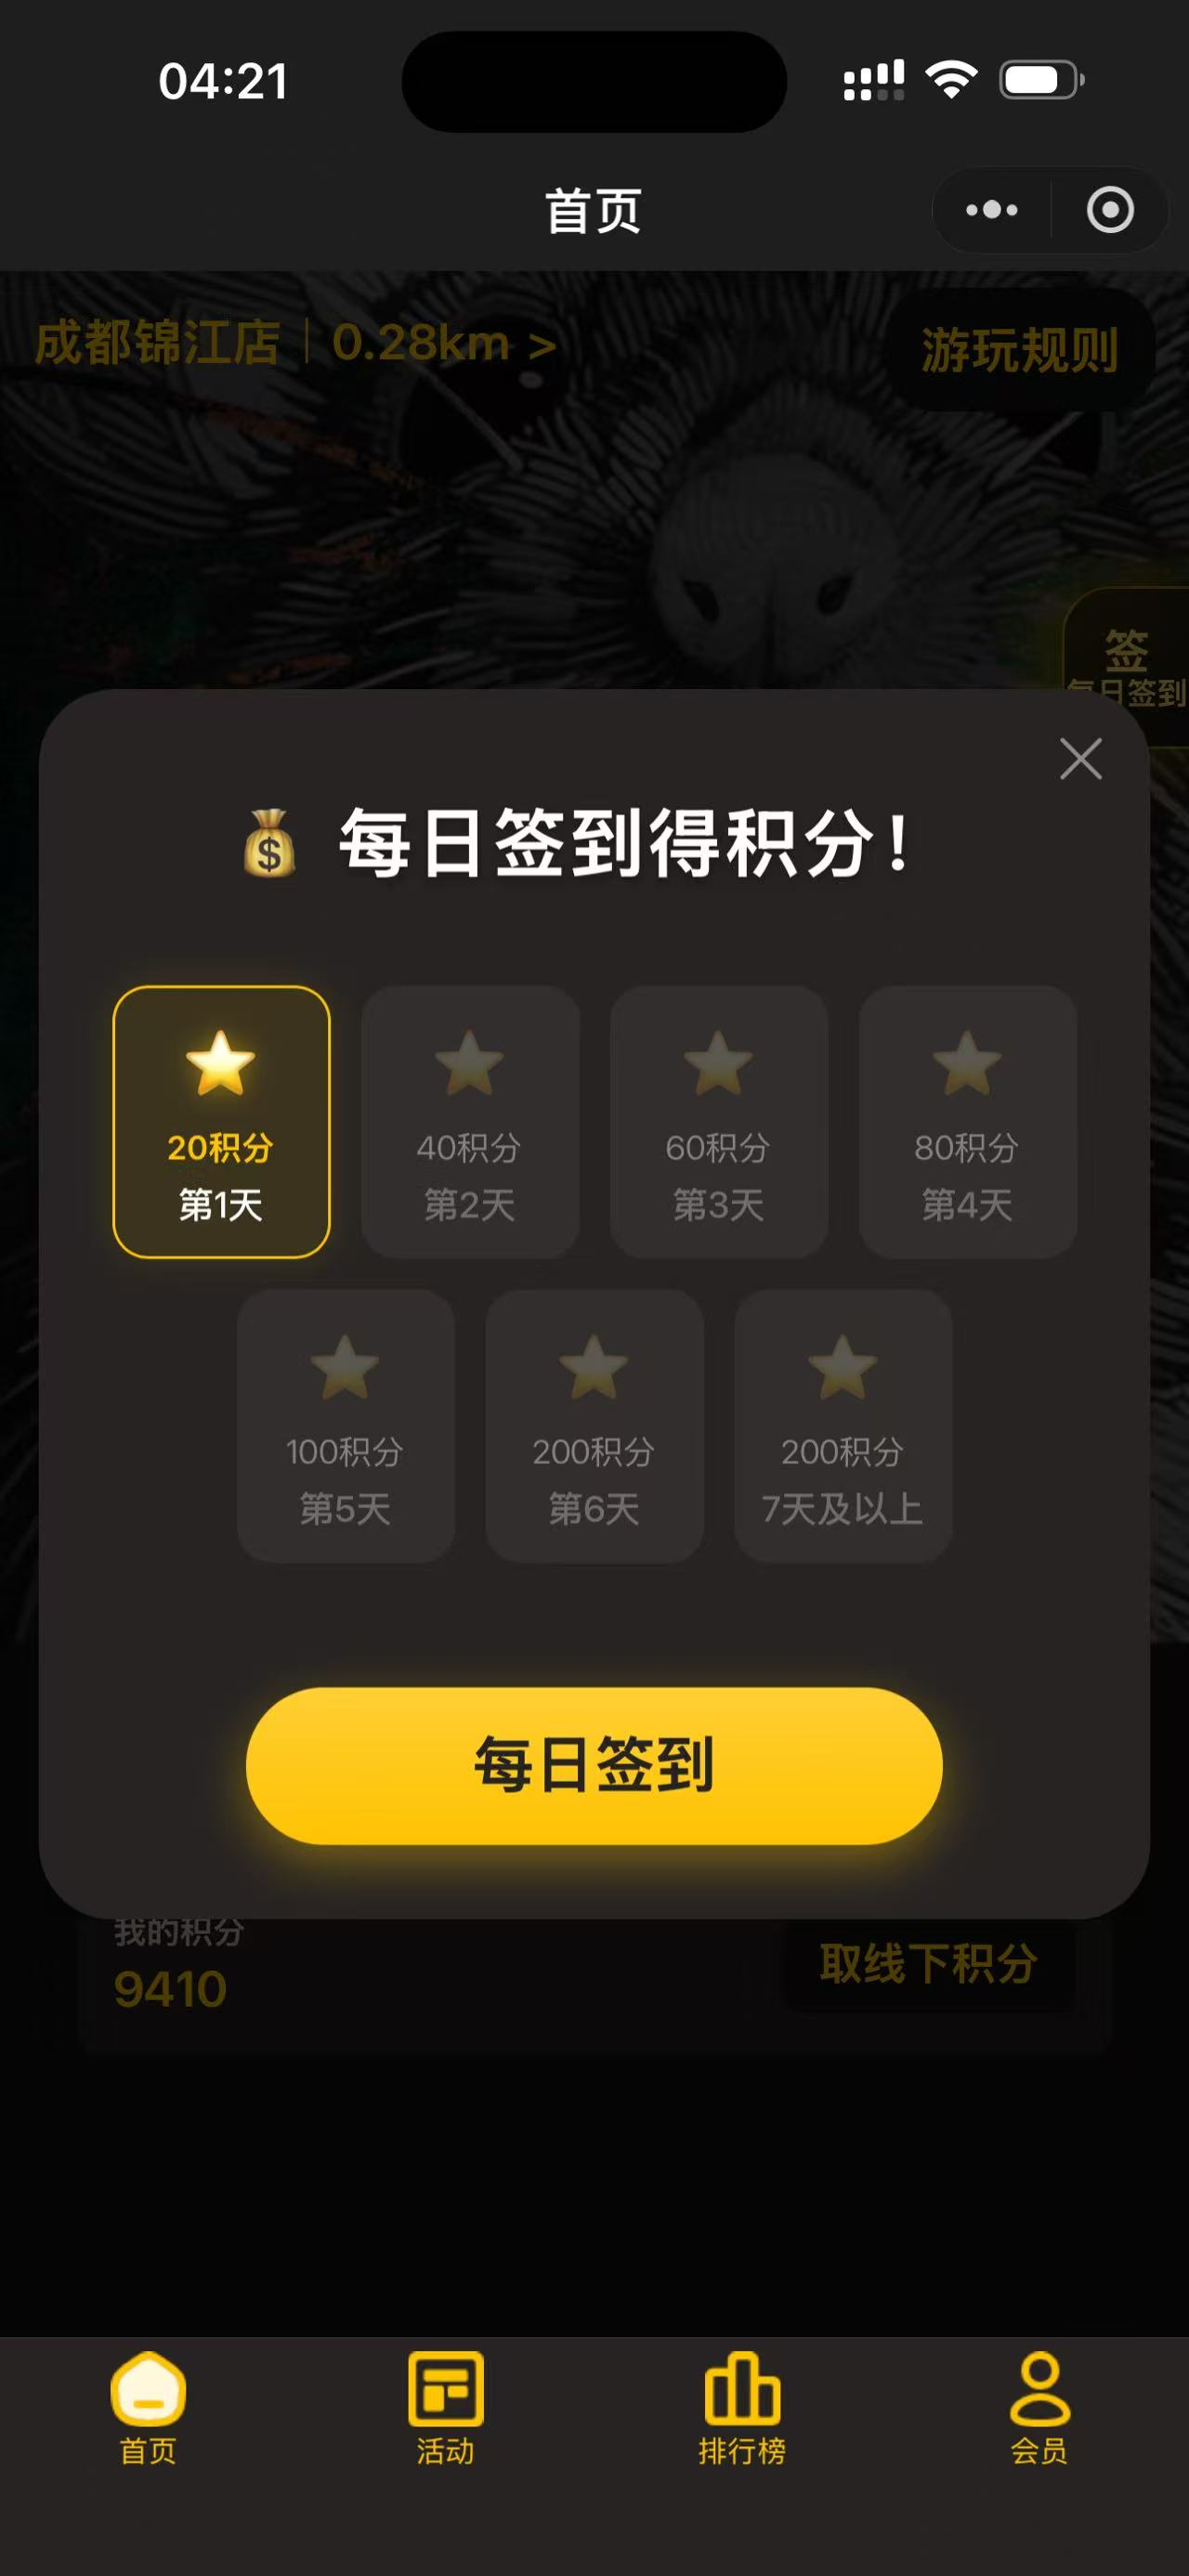 04:21
首页
成都锦江店｜0.28km >
游玩规则
签
每日签到
💰 每日签到得积分！
20积分
第1天
40积分
第2天
60积分
第3天
80积分
第4天
100积分
第5天
200积分
第6天
200积分
7天及以上
每日签到
我的积分
9410
取线下积分
首页
活动
排行榜
会员